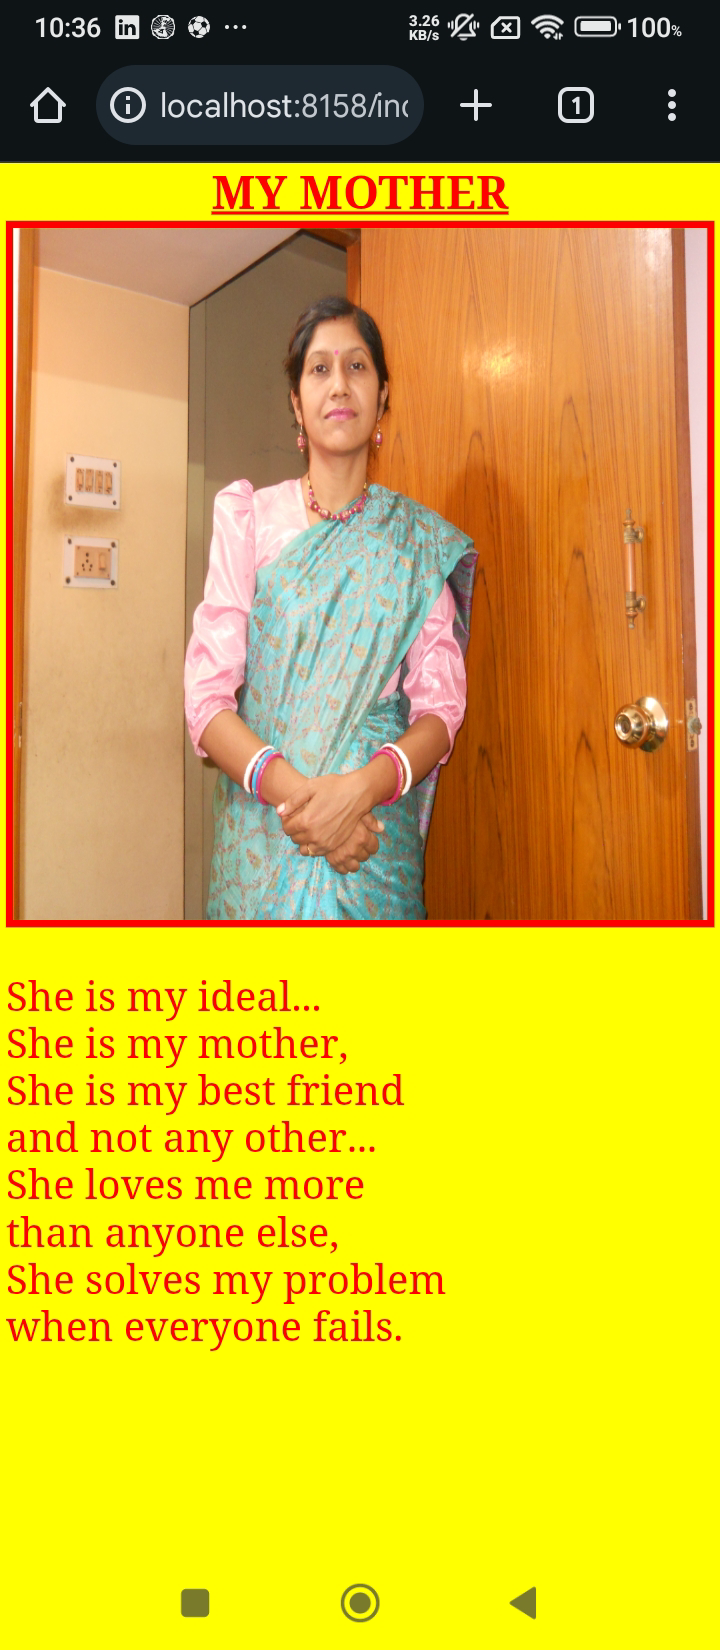 10:36
3.26
KB/s
100%
localhost:8158/in
1
MY MOTHER
She is my ideal...
She is my mother,
She is my best friend
and not any other...
She loves me more
than anyone else,
She solves my problem
when everyone fails.